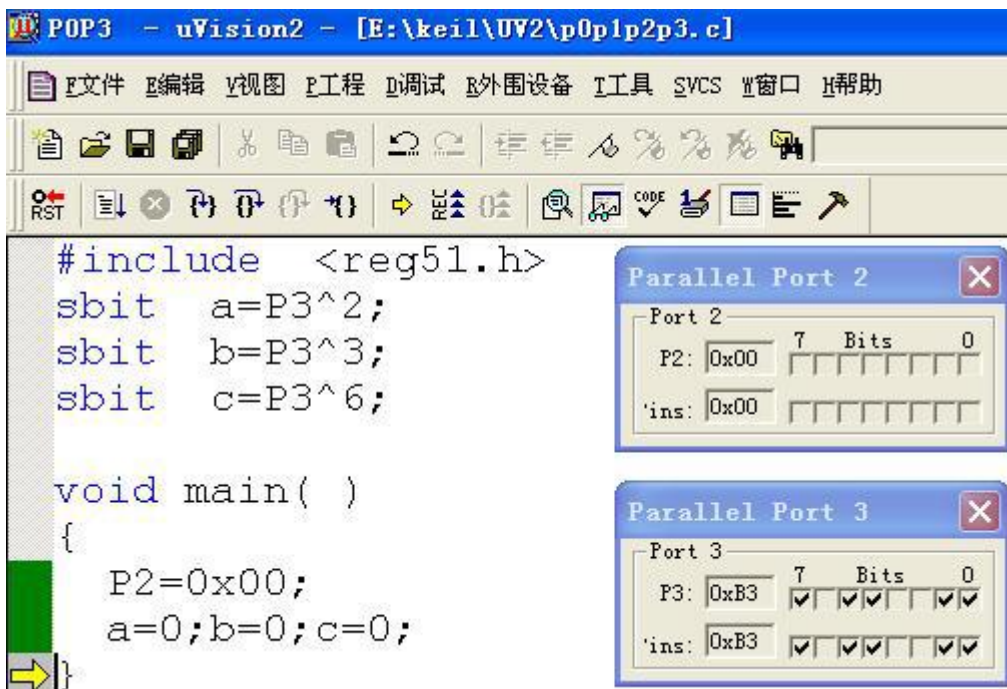 P0P3 - uVision2 - [E:\keil\UV2\p0p1p2p3.c]
F文件 E编辑 V视图 P工程 D调试 R外围设备 T工具 SVCS W窗口 H帮助
RST REC CODE
#include <reg51.h>
sbit a=P3^2;
sbit b=P3^3;
sbit c=P3^6;
void main( )
{
P2=0x00;
a=0;b=0;c=0;
}
Parallel Port 2
Port 2
7 Bits 0
P2: 0x00
'ins: 0x00
Parallel Port 3
Port 3
7 Bits 0
P3: 0xB3
'ins: 0xB3